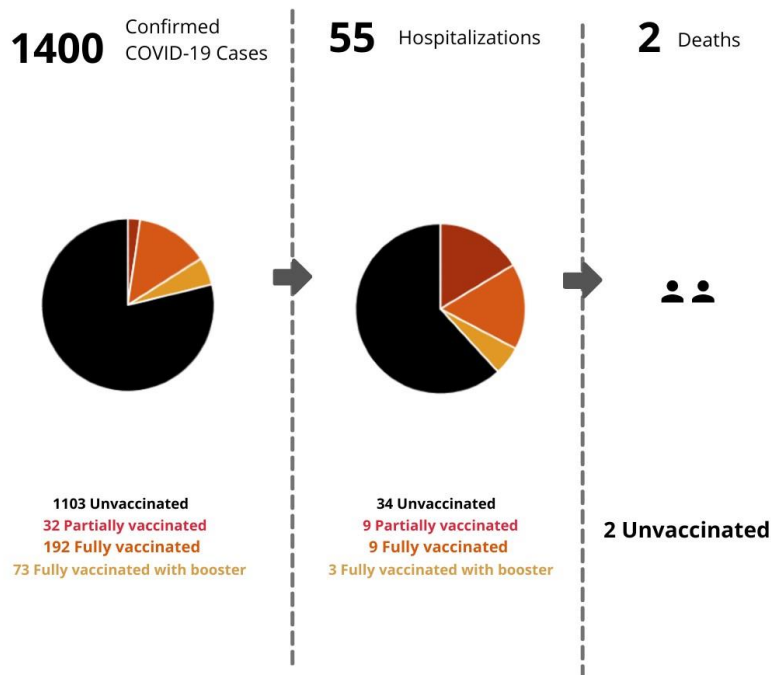 1400 Confirmed
COVID-19 Cases
55 Hospitalizations
2 Deaths
1103 Unvaccinated
32 Partially vaccinated
192 Fully vaccinated
73 Fully vaccinated with booster
34 Unvaccinated
9 Partially vaccinated
9 Fully vaccinated
3 Fully vaccinated with booster
2 Unvaccinated